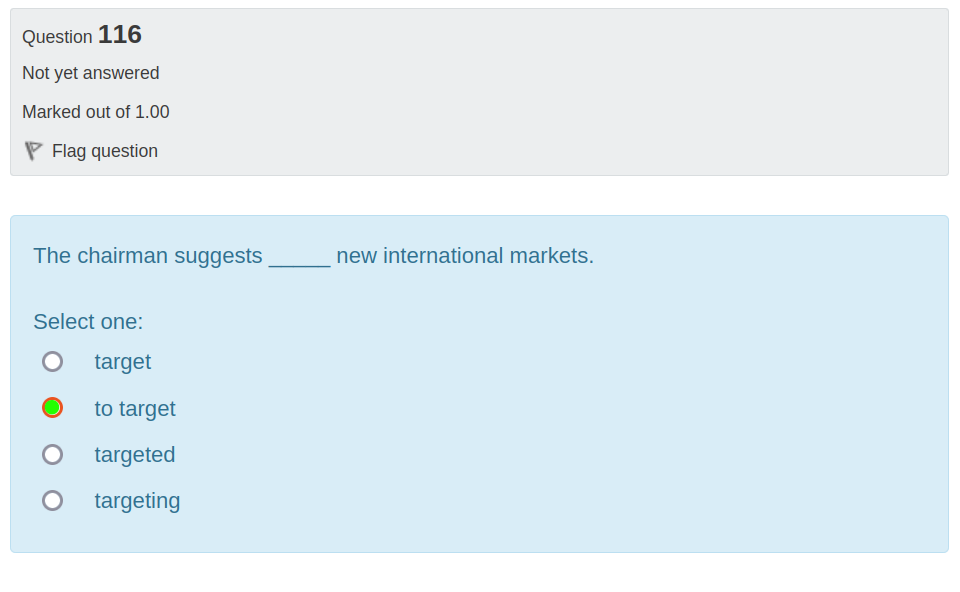 Question 116
Not yet answered
Marked out of 1.00
Flag question
The chairman suggests _____ new international markets.
Select one:
target
to target
targeted
targeting